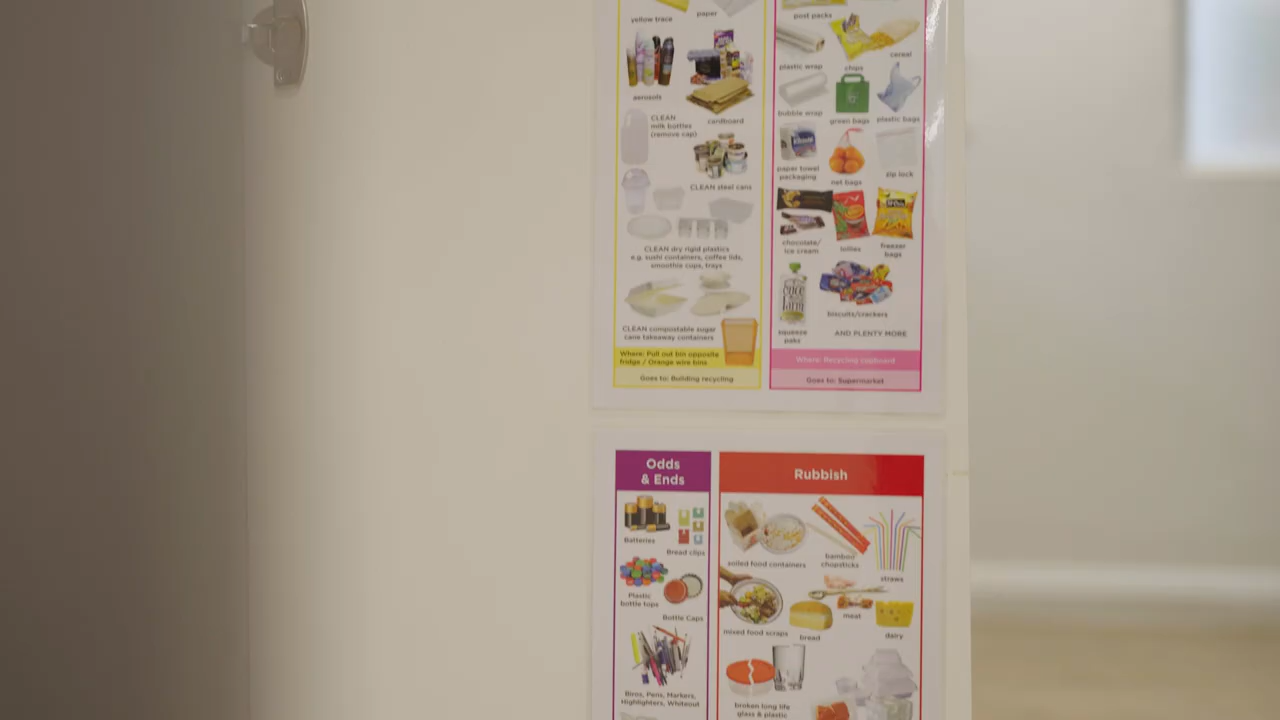 yellow trace
paper
aerosols
cardboard
CLEAN
milk bottles
(remove cap)
CLEAN steel cans
CLEAN dry rigid plastics
e.g. sushi containers, coffee lids,
smoothie cups, trays
CLEAN compostable sugar
cane takeaway containers
Where: Pull out bin opposite
fridge / Orange wire bins
Goes to: Building recycling
post packs
plastic wrap
chips
cereal
bubble wrap
green bags
plastic bags
paper towel
packaging
net bags
zip lock
chocolate/
ice cream
lollies
freezer
bags
squeeze
paks
biscuits/crackers
AND PLENTY MORE
Where: Recycling cupboard
Goes to: Supermarket
Odds
& Ends
Batteries
Bread clips
Plastic
bottle tops
Bottle Caps
Biros, Pens, Markers,
Highlighters, Whiteout
Rubbish
soiled food containers
bamboo
chopsticks
straws
mixed food scraps
bread
meat
dairy
broken long life
glass & plastic